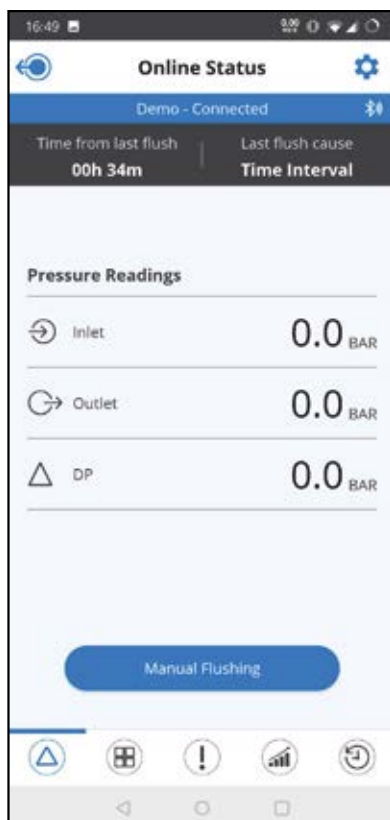 16:49
Online Status
Demo - Connected
Time from last flush
Last flush cause
00h 34m
Time Interval
Pressure Readings
Inlet
0.0 BAR
Outlet
0.0 BAR
DP
0.0 BAR
Manual Flushing